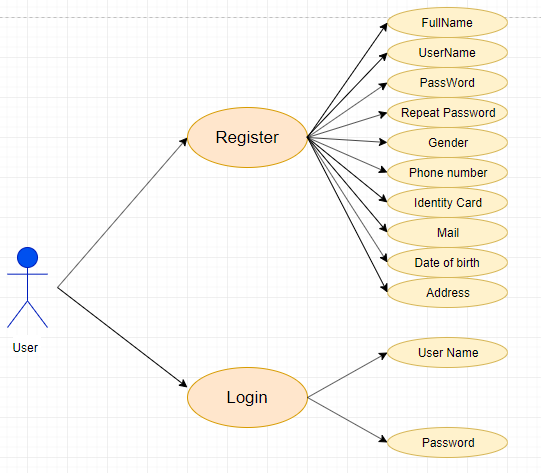 FullName
UserName
PassWord
Repeat Password
Gender
Phone number
Identity Card
Mail
Date of birth
Address
Register
User
Login
User Name
Password